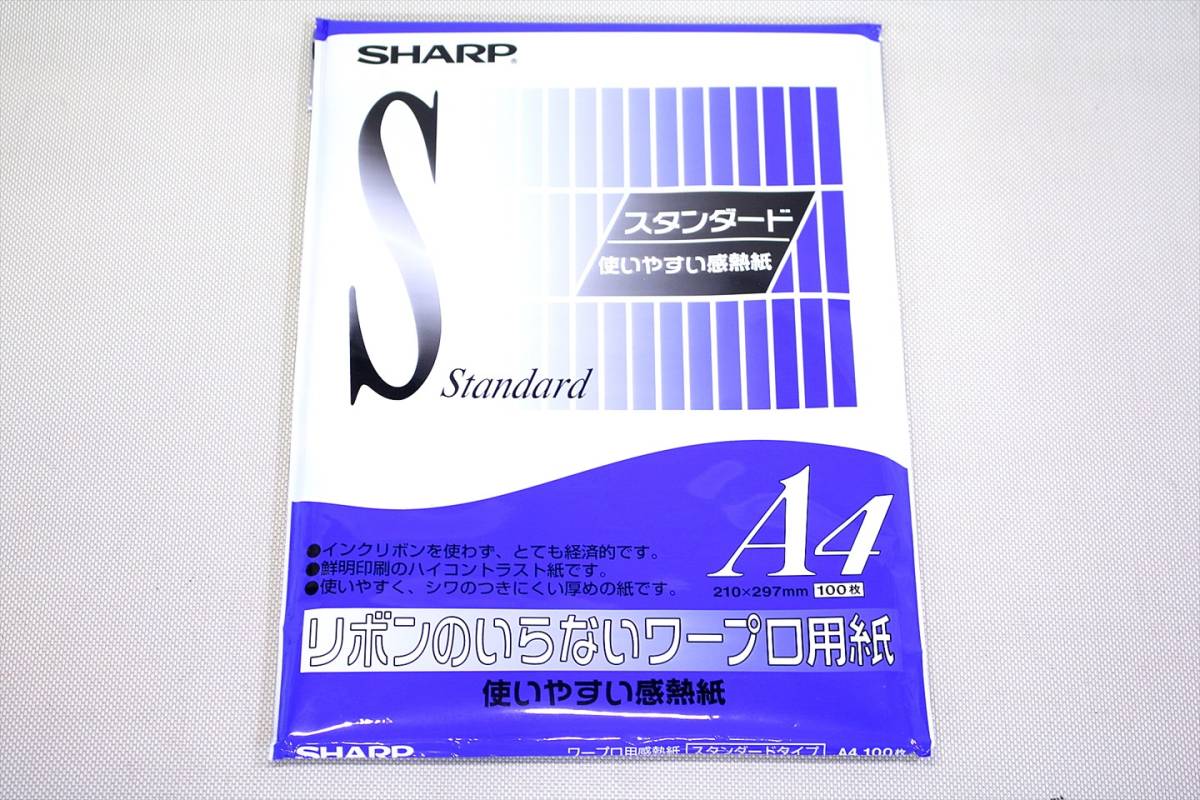 SHARP®
S
スタンダード
使いやすい感熱紙
Standard
A4
●インクリボンを使わず、とても経済的です。
●鮮明印刷のハイコントラスト紙です。
●使いやすく、シワのつきにくい厚めの紙です。
210×297mm 100枚
リボンのいらないワープロ用紙
使いやすい感熱紙
SHARP ワープロ用感熱紙 スタンダードタイプ A4 100枚